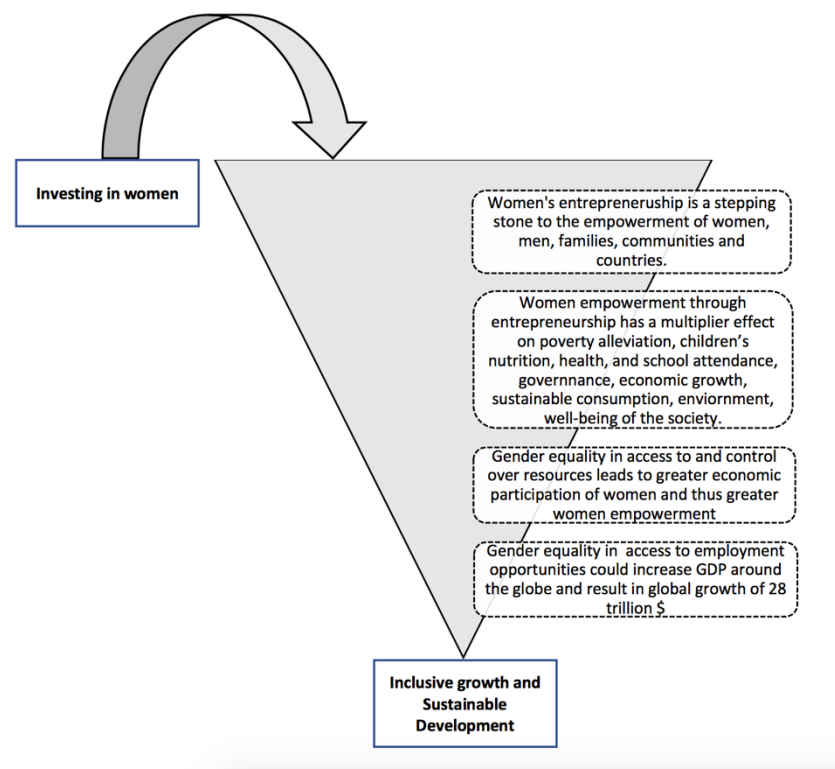 Investing in women
Women's entrepreneruship is a stepping
stone to the empowerment of women,
men, families, communities and
countries.
Women empowerment through
entrepreneurship has a multiplier effect
on poverty alleviation, children’s
nutrition, health, and school attendance,
governnance, economic growth,
sustainable consumption, enviornment,
well-being of the society.
Gender equality in access to and control
over resources leads to greater economic
participation of women and thus greater
women empowerment
Gender equality in  access to employment
opportunities could increase GDP around
the globe and result in global growth of 28
trillion $
Inclusive growth and
Sustainable
Development